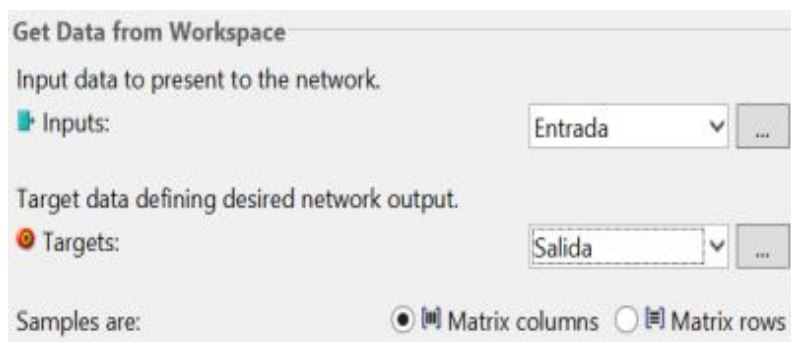 Get Data from Workspace
Input data to present to the network.
Inputs: Entrada ...
Target data defining desired network output.
Targets: Salida ...
Samples are: Matrix columns Matrix rows